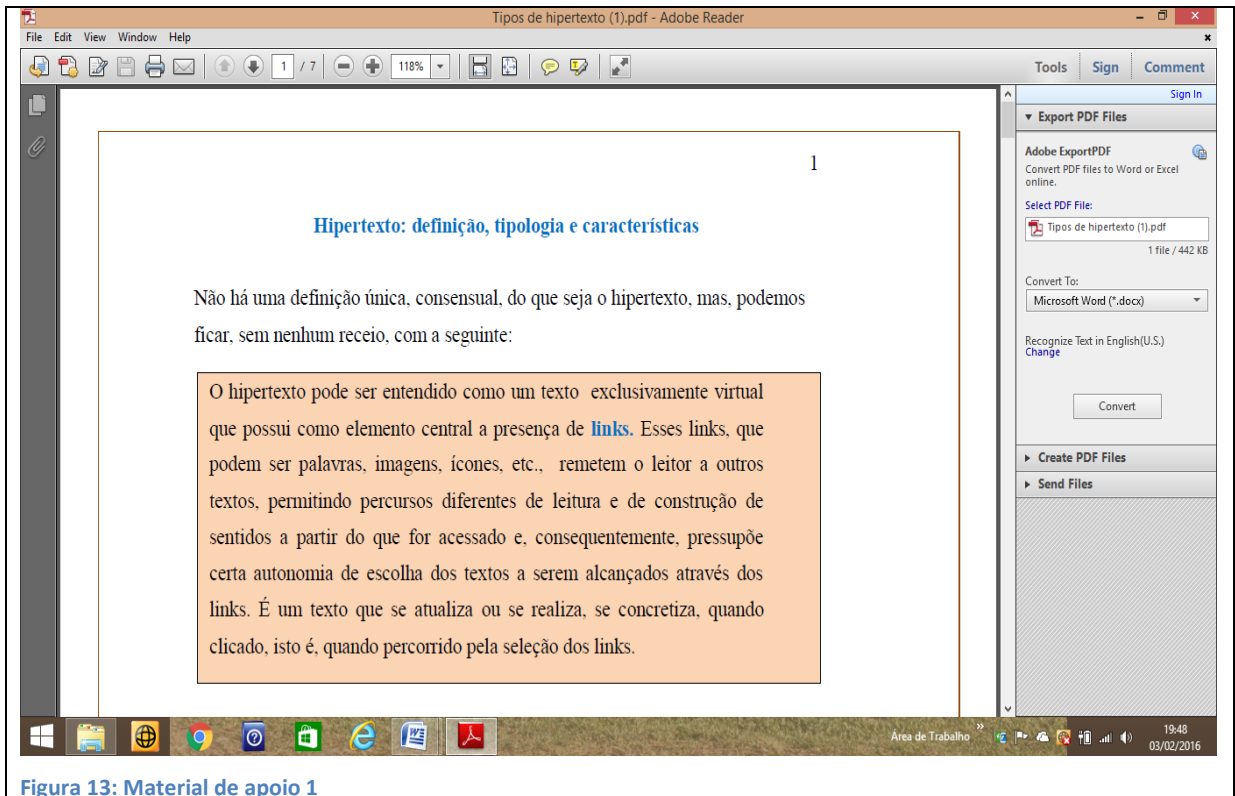 Tipos de hipertexto (1).pdf - Adobe Reader
File Edit View Window Help
1 / 7 118% Tools Sign Comment
Sign In
Export PDF Files
Adobe ExportPDF
Convert PDF files to Word or Excel
online.
Select PDF File:
Tipos de hipertexto (1).pdf
1 file / 442 KB
Convert To:
Microsoft Word (*.docx)
Recognize Text in English(U.S.)
Change
Convert
Create PDF Files
Send Files
1
Hipertexto: definição, tipologia e características
Não há uma definição única, consensual, do que seja o hipertexto, mas, podemos
ficar, sem nenhum receio, com a seguinte:
O hipertexto pode ser entendido como um texto exclusivamente virtual
que possui como elemento central a presença de links. Esses links, que
podem ser palavras, imagens, ícones, etc., remetem o leitor a outros
textos, permitindo percursos diferentes de leitura e de construção de
sentidos a partir do que for acessado e, consequentemente, pressupõe
certa autonomia de escolha dos textos a serem alcançados através dos
links. É um texto que se atualiza ou se realiza, se concretiza, quando
clicado, isto é, quando percorrido pela seleção dos links.
Área de Trabalho
19:48
03/02/2016
Figura 13: Material de apoio 1